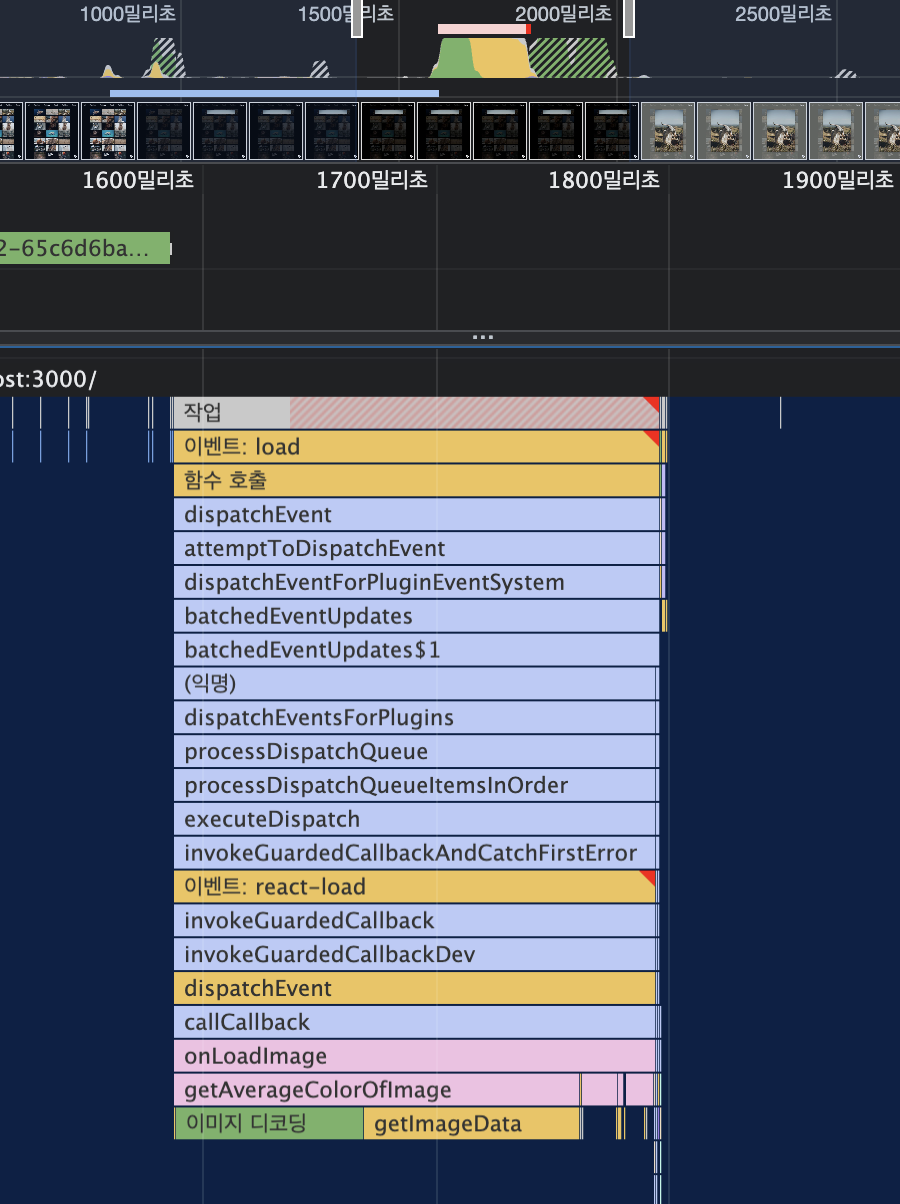 1000밀리초 1500밀리초 2000밀리초 2500밀리초
1600밀리초 1700밀리초 1800밀리초 1900밀리초
2-65c6d6ba...
ost:3000/
작업
이벤트: load
함수 호출
dispatchEvent
attemptToDispatchEvent
dispatchEventForPluginEventSystem
batchedEventUpdates
batchedEventUpdates$1
(익명)
dispatchEventsForPlugins
processDispatchQueue
processDispatchQueueItemsInOrder
executeDispatch
invokeGuardedCallbackAndCatchFirstError
이벤트: react-load
invokeGuardedCallback
invokeGuardedCallbackDev
dispatchEvent
callCallback
onLoadImage
getAverageColorOfImage
이미지 디코딩 getImageData